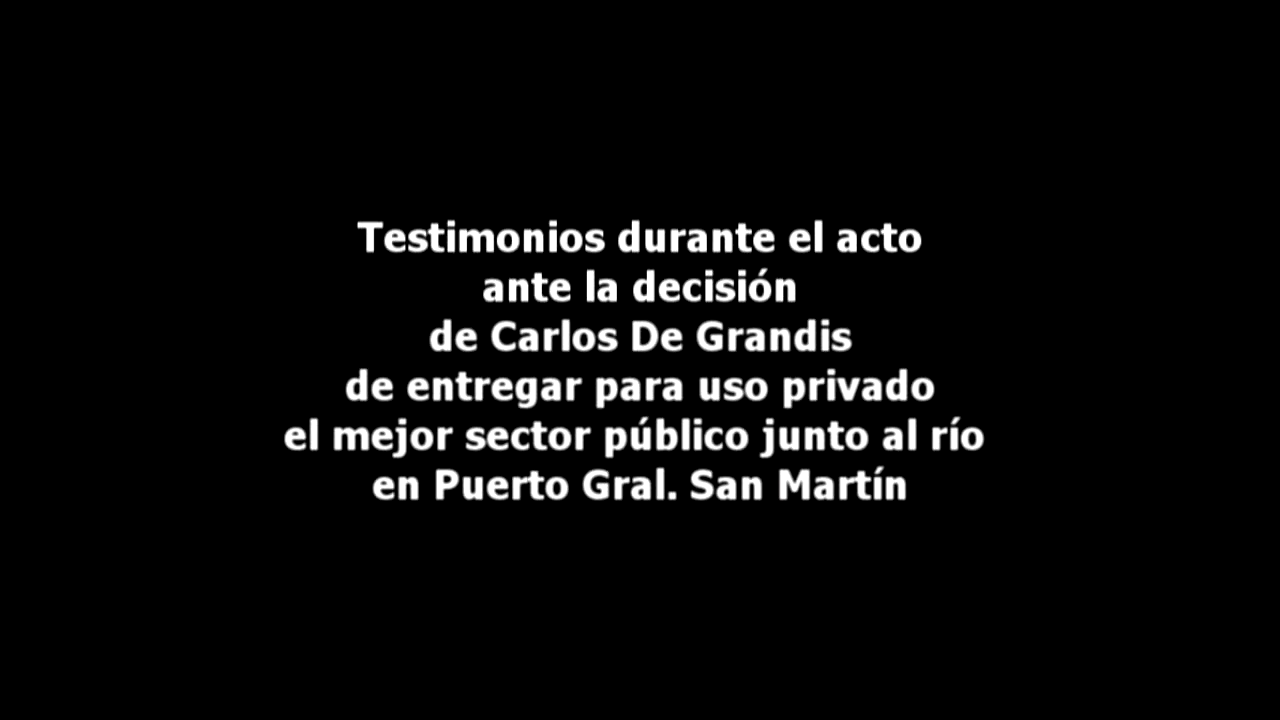 Testimonios durante el acto
ante la decisión
de Carlos De Grandis
de entregar para uso privado
el mejor sector público junto al río
en Puerto Gral. San Martín